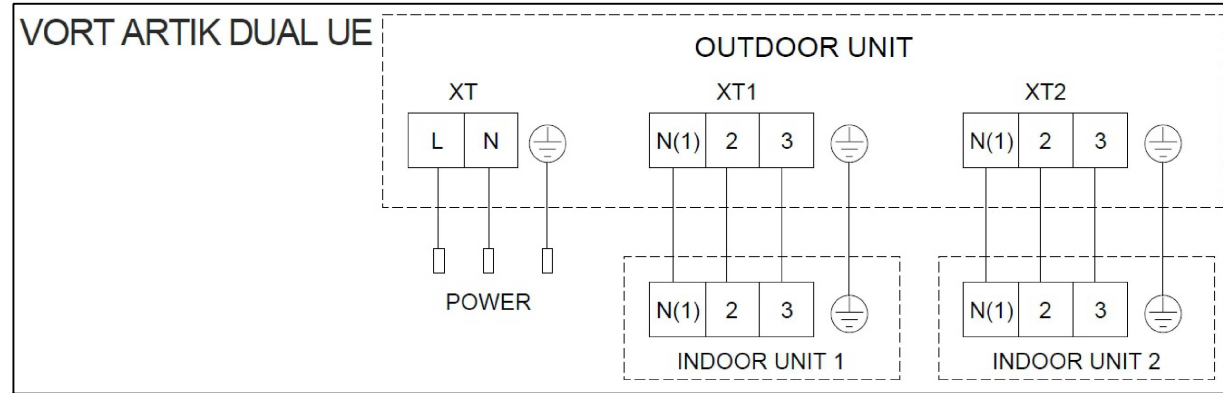 VORT ARTIK DUAL UE
OUTDOOR UNIT
XT XT1 XT2
L N N(1) 2 3 N(1) 2 3
POWER
N(1) 2 3 N(1) 2 3
INDOOR UNIT 1 INDOOR UNIT 2